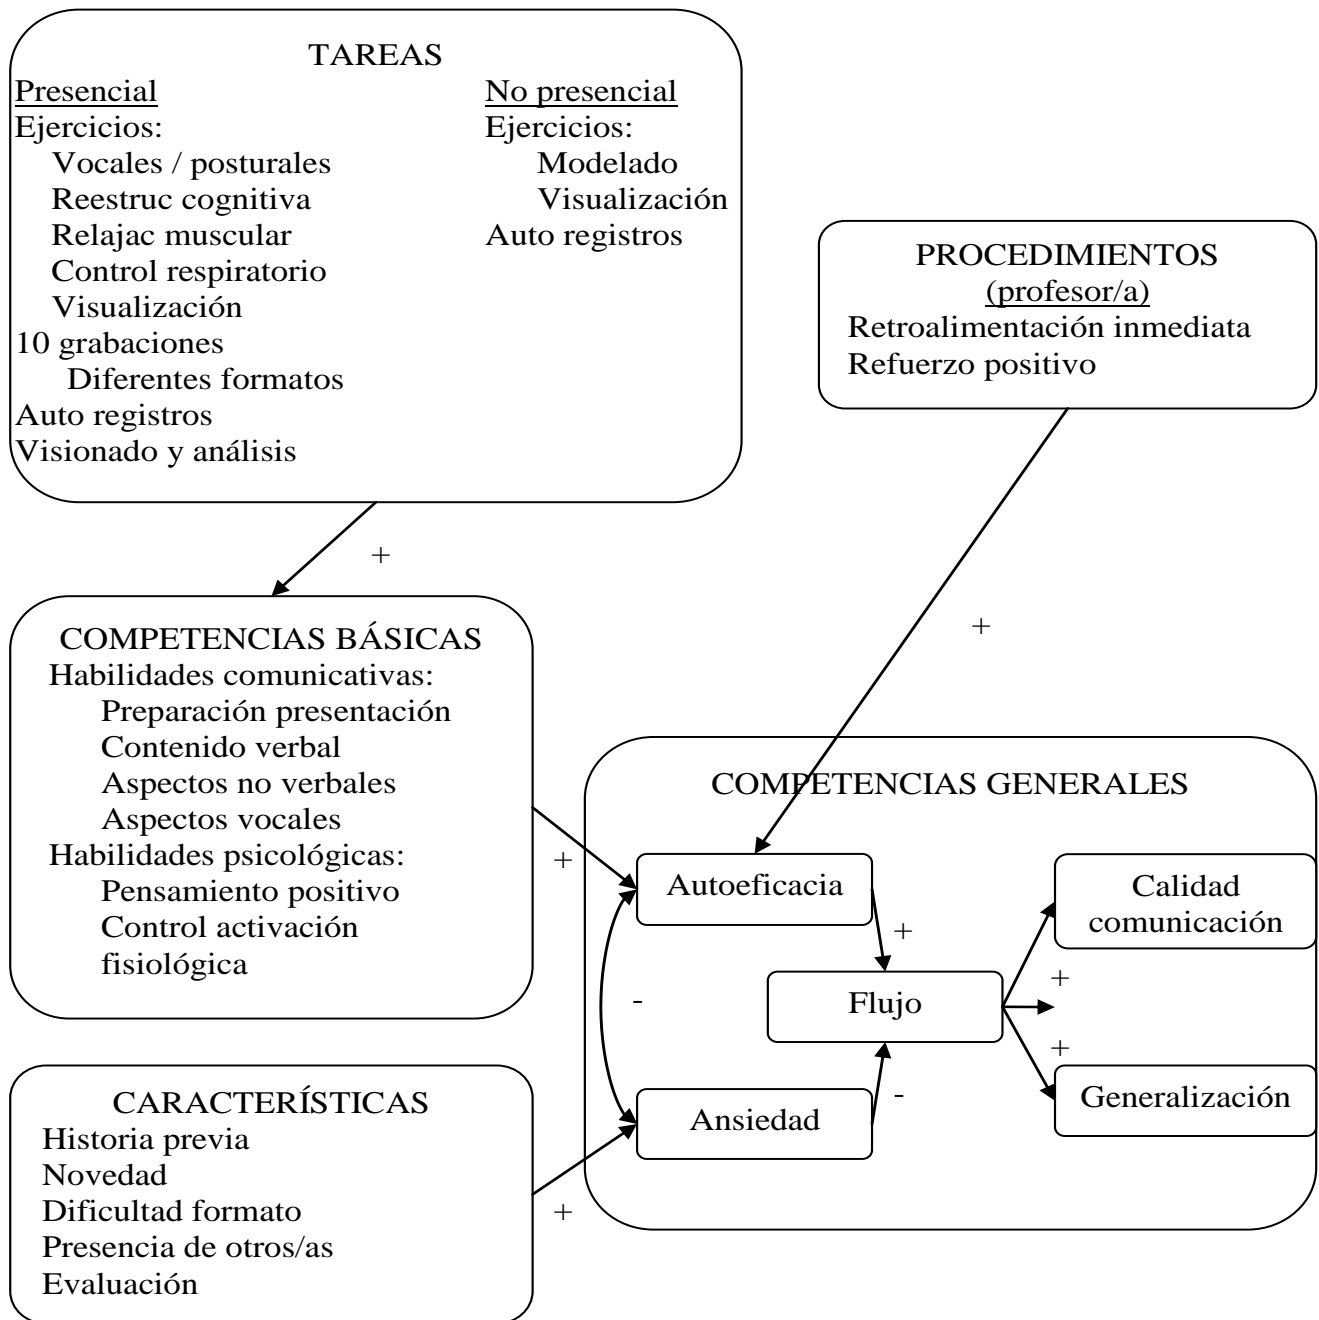 TAREAS
Presencial
Ejercicios:
Vocales / posturales
Reestruc cognitiva
Relajac muscular
Control respiratorio
Visualización
10 grabaciones
Diferentes formatos
Auto registros
Visionado y análisis
No presencial
Ejercicios:
Modelado
Visualización
Auto registros
PROCEDIMIENTOS
(profesor/a)
Retroalimentación inmediata
Refuerzo positivo
+
+
COMPETENCIAS BÁSICAS
Habilidades comunicativas:
Preparación presentación
Contenido verbal
Aspectos no verbales
Aspectos vocales
Habilidades psicológicas:
Pensamiento positivo
Control activación
fisiológica
+
COMPETENCIAS GENERALES
Autoeficacia
+
-
Flujo
Ansiedad
-
Calidad
comunicación
+
+
Generalización
CARACTERÍSTICAS
Historia previa
Novedad
Dificultad formato
Presencia de otros/as
Evaluación
+